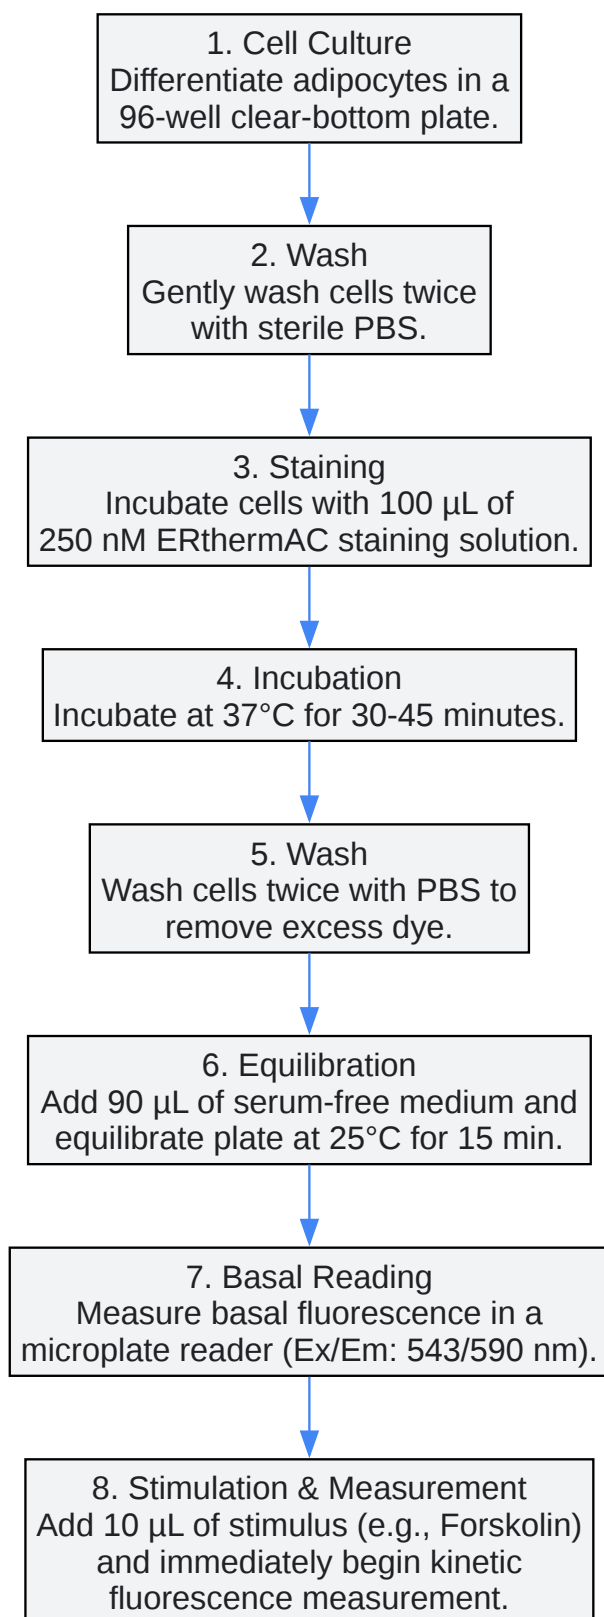 1. Cell Culture
Differentiate adipocytes in a
96-well clear-bottom plate.
2. Wash
Gently wash cells twice
with sterile PBS.
3. Staining
Incubate cells with 100 µL of
250 nM ERthermAC staining solution.
4. Incubation
Incubate at 37°C for 30-45 minutes.
5. Wash
Wash cells twice with PBS to
remove excess dye.
6. Equilibration
Add 90 µL of serum-free medium and
equilibrate plate at 25°C for 15 min.
7. Basal Reading
Measure basal fluorescence in a
microplate reader (Ex/Em: 543/590 nm).
8. Stimulation & Measurement
Add 10 µL of stimulus (e.g., Forskolin)
and immediately begin kinetic
fluorescence measurement.